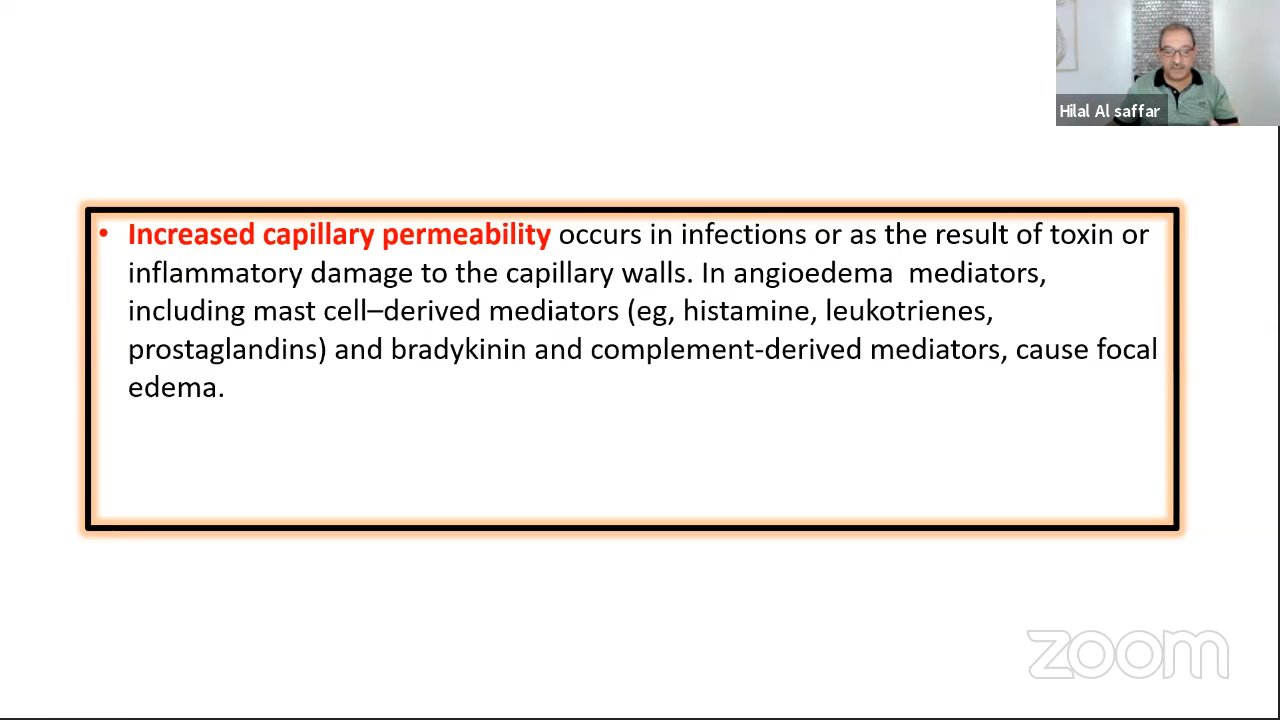 Hilal Al saffar
• Increased capillary permeability occurs in infections or as the result of toxin or
inflammatory damage to the capillary walls. In angioedema  mediators,
including mast cell–derived mediators (eg, histamine, leukotrienes,
prostaglandins) and bradykinin and complement-derived mediators, cause focal
edema.
zoom